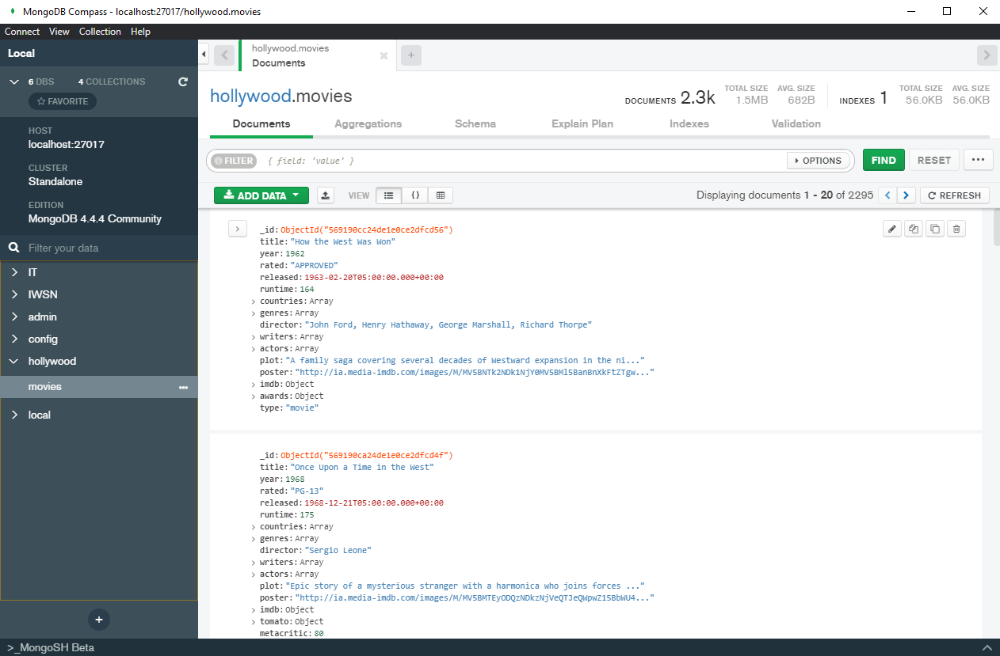 MongoDB Compass - localhost:27017/hollywood.movies
Connect View Collection Help
Local
6 DBS 4 COLLECTIONS
FAVORITE
HOST
localhost:27017
CLUSTER
Standalone
EDITION
MongoDB 4.4.4 Community
Filter your data
IT
IWSN
admin
config
hollywood
movies
local
>_MongoSH Beta
hollywood.movies
Documents
hollywood.movies
DOCUMENTS 2.3k TOTAL SIZE 1.5MB AVG. SIZE 682B INDEXES 1 TOTAL SIZE 56.0KB AVG. SIZE 56.0KB
Documents Aggregations Schema Explain Plan Indexes Validation
FILTER { field: 'value' } OPTIONS FIND RESET ...
ADD DATA VIEW { } Displaying documents 1 - 20 of 2295 < > REFRESH
_id: ObjectId("569190cc24de1e0ce2dfcd56")
title: "How the West Was Won"
year: 1962
rated: "APPROVED"
released: 1963-02-20T05:00:00.000+00:00
runtime: 164
countries: Array
genres: Array
director: "John Ford, Henry Hathaway, George Marshall, Richard Thorpe"
writers: Array
actors: Array
plot: "A family saga covering several decades of Westward expansion in the ni..."
poster: "http://ia.media-imdb.com/images/M/MV5BNTk2NDk1NjY0MV5BMl5BanBnXkFtZTgw..."
imdb: Object
awards: Object
type: "movie"
_id: ObjectId("569190ca24de1e0ce2dfcd4f")
title: "Once Upon a Time in the West"
year: 1968
rated: "PG-13"
released: 1968-12-21T05:00:00.000+00:00
runtime: 175
countries: Array
genres: Array
director: "Sergio Leone"
writers: Array
actors: Array
plot: "Epic story of a mysterious stranger with a harmonica who joins forces ..."
poster: "http://ia.media-imdb.com/images/M/MV5BMTEyODQzNDkzNjVeQTJeQWpwZ15BbWU4..."
imdb: Object
tomato: Object
metacritic: 80